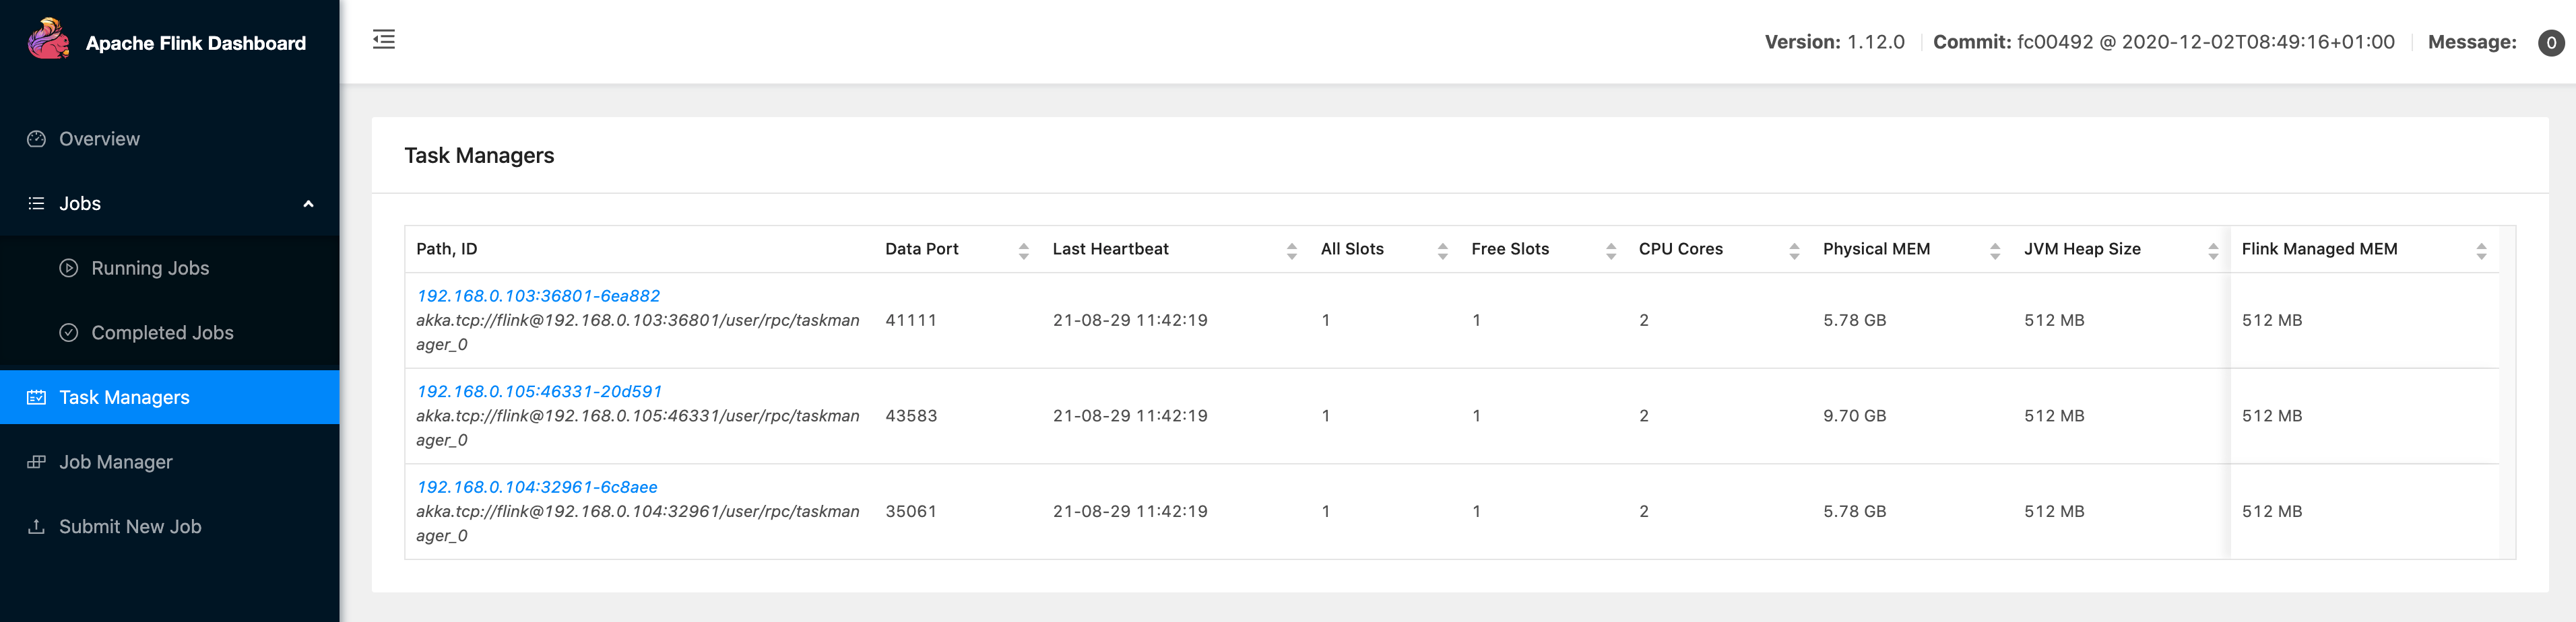 Apache Flink Dashboard
Version: 1.12.0 Commit: fc00492 @ 2020-12-02T08:49:16+01:00 Message: 0
Overview
Jobs
Running Jobs
Completed Jobs
Task Managers
Job Manager
Submit New Job
Task Managers
Path, ID Data Port Last Heartbeat All Slots Free Slots CPU Cores Physical MEM JVM Heap Size Flink Managed MEM
192.168.0.103:36801-6ea882
akka.tcp://flink@192.168.0.103:36801/user/rpc/taskman 41111 21-08-29 11:42:19 1 1 2 5.78 GB 512 MB 512 MB
ager_0
192.168.0.105:46331-20d591
akka.tcp://flink@192.168.0.105:46331/user/rpc/taskman 43583 21-08-29 11:42:19 1 1 2 9.70 GB 512 MB 512 MB
ager_0
192.168.0.104:32961-6c8aee
akka.tcp://flink@192.168.0.104:32961/user/rpc/taskman 35061 21-08-29 11:42:19 1 1 2 5.78 GB 512 MB 512 MB
ager_0